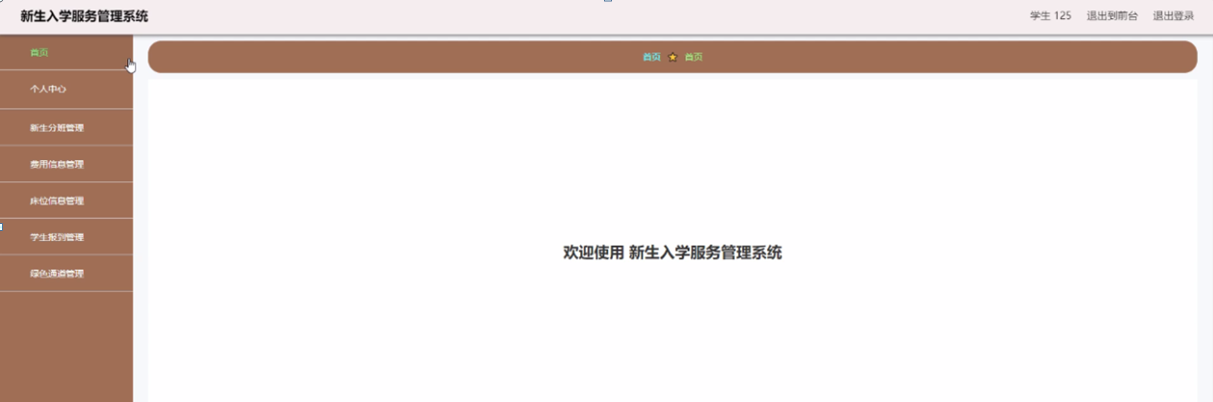 新生入学服务管理系统
学生 125 退出到前台 退出登录
首页
个人中心
新生分班管理
费用信息管理
床位信息管理
学生报到管理
绿色通道管理
首页 首页
欢迎使用 新生入学服务管理系统